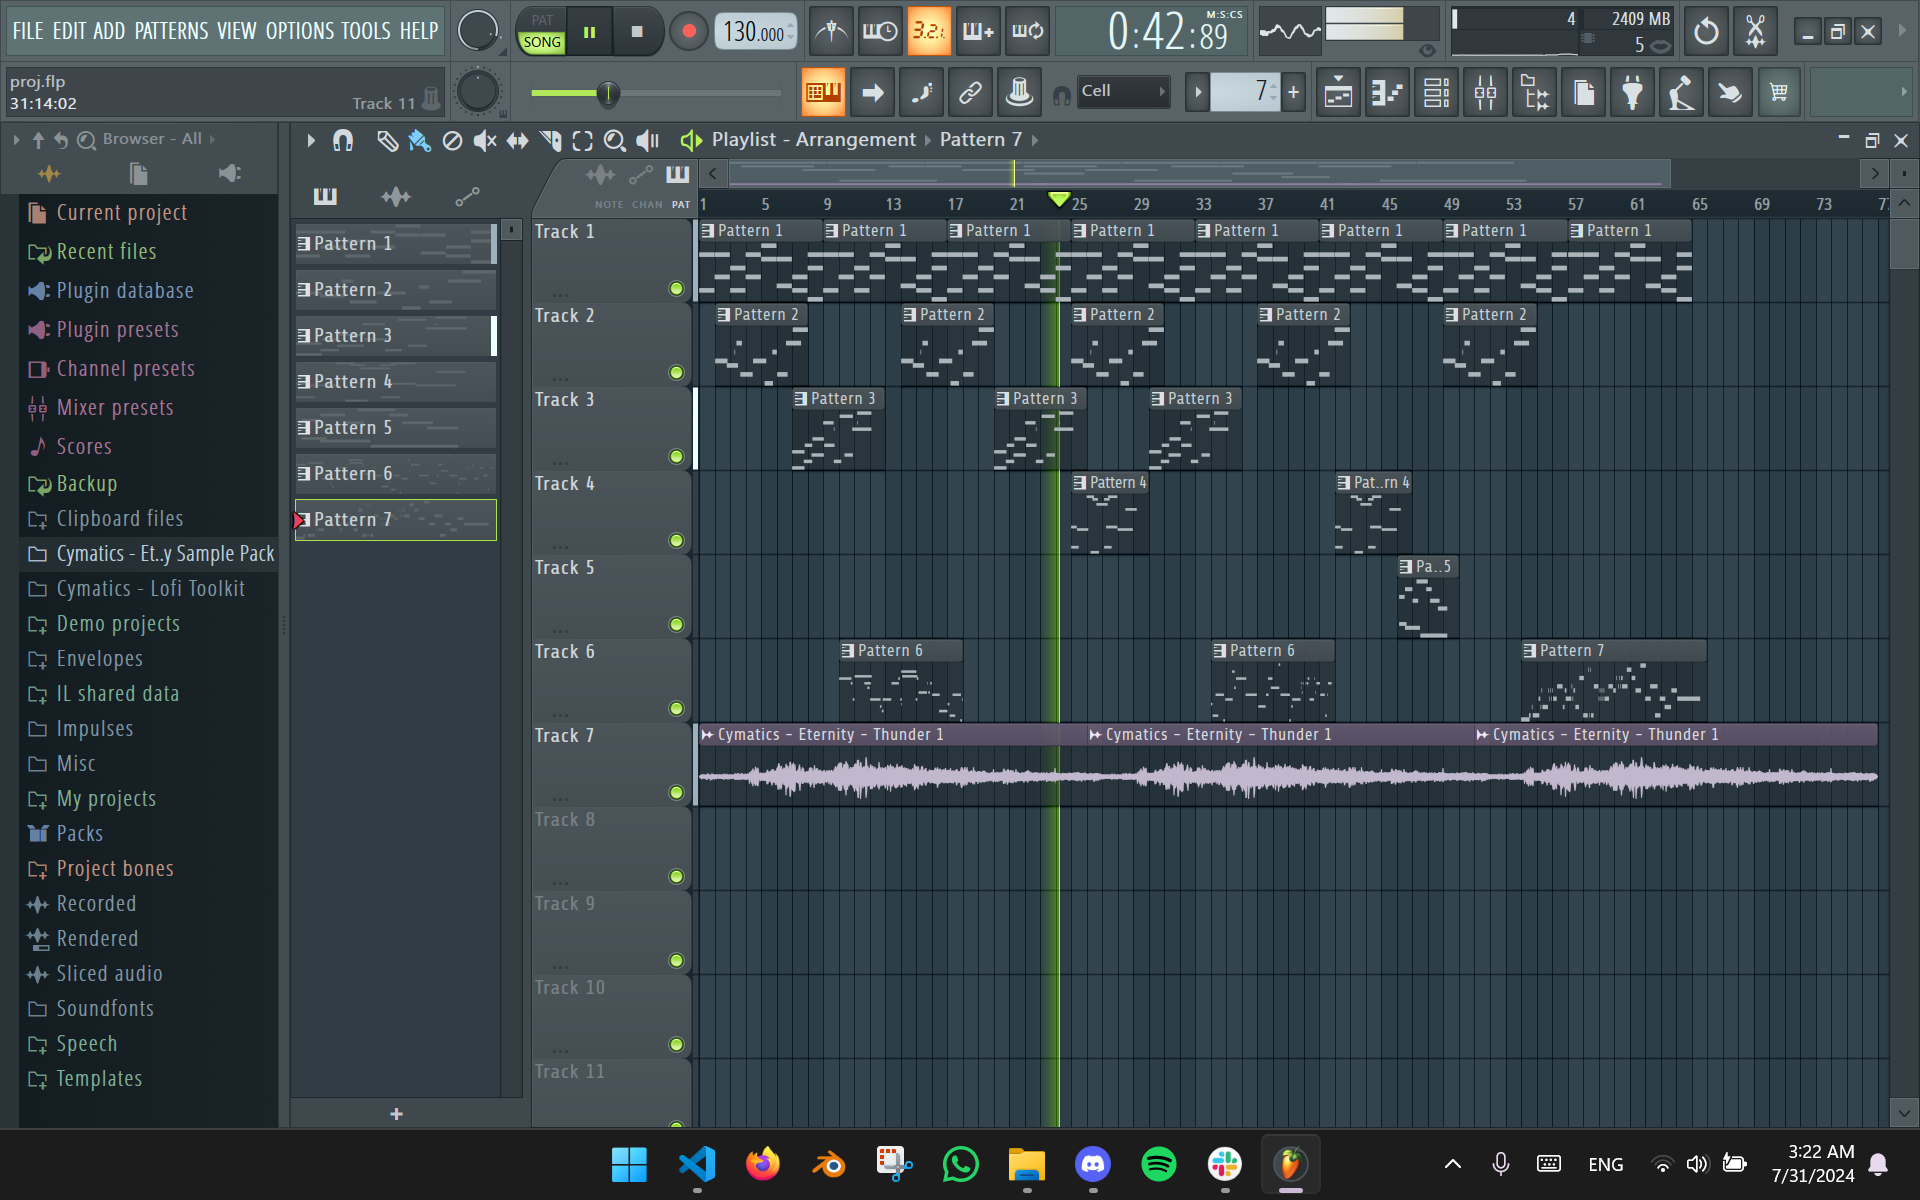 FILE EDIT ADD PATTERNS VIEW OPTIONS TOOLS HELP
PAT
SONG
130.000
3.2.1.
0:42:89
M:S:CS
4
2409 MB
5
proj.flp
31:14:02
Track 11
Cell
7
Browser - All
Playlist - Arrangement
Pattern 7
NOTE CHAN PAT
1 5 9 13 17 21 25 29 33 37 41 45 49 53 57 61 65 69 73 77
Current project
Recent files
Plugin database
Plugin presets
Channel presets
Mixer presets
Scores
Backup
Clipboard files
Cymatics - Et..y Sample Pack
Cymatics - Lofi Toolkit
Demo projects
Envelopes
IL shared data
Impulses
Misc
My projects
Packs
Project bones
Recorded
Rendered
Sliced audio
Soundfonts
Speech
Templates
Pattern 1
Pattern 2
Pattern 3
Pattern 4
Pattern 5
Pattern 6
Pattern 7
Track 1
Pattern 1 Pattern 1 Pattern 1 Pattern 1 Pattern 1 Pattern 1 Pattern 1 Pattern 1
Track 2
Pattern 2 Pattern 2 Pattern 2 Pattern 2 Pattern 2
Track 3
Pattern 3 Pattern 3 Pattern 3
Track 4
Pattern 4 Pat..rn 4
Track 5
Pa..5
Track 6
Pattern 6 Pattern 6 Pattern 7
Track 7
Cymatics - Eternity - Thunder 1 Cymatics - Eternity - Thunder 1 Cymatics - Eternity - Thunder 1
Track 8
Track 9
Track 10
Track 11
ENG
3:22 AM
7/31/2024